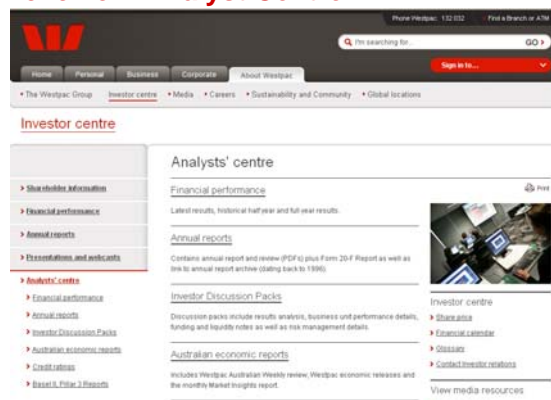 Phone Westpac: 132 032
Find a Branch or ATM
I'm searching for...
GO
Sign in to...
Home
Personal
Business
Corporate
About Westpac
The Westpac Group
Investor centre
Media
Careers
Sustainability and Community
Global locations
Investor centre
Analysts' centre
Shareholder information
Financial performance
Annual reports
Presentations and webcasts
Analysts' centre
Financial performance
Annual reports
Investor Discussion Packs
Australian economic reports
Credit ratings
Basel II, Pillar 3 Reports
Financial performance
Print
Latest results, historical half year and full year results.
Annual reports
Contains annual report and review (PDFs) plus Form 20-F Report as well as
link to annual report archive (dating back to 1996).
Investor Discussion Packs
Discussion packs include results analysis, business unit performance details,
funding and liquidity notes as well as risk management details.
Australian economic reports
Includes Westpac Australian Weekly review, Westpac economic releases and
the monthly Market Insights report.
Investor centre
Share price
Financial calendar
Glossary
Contact investor relations
View media resources